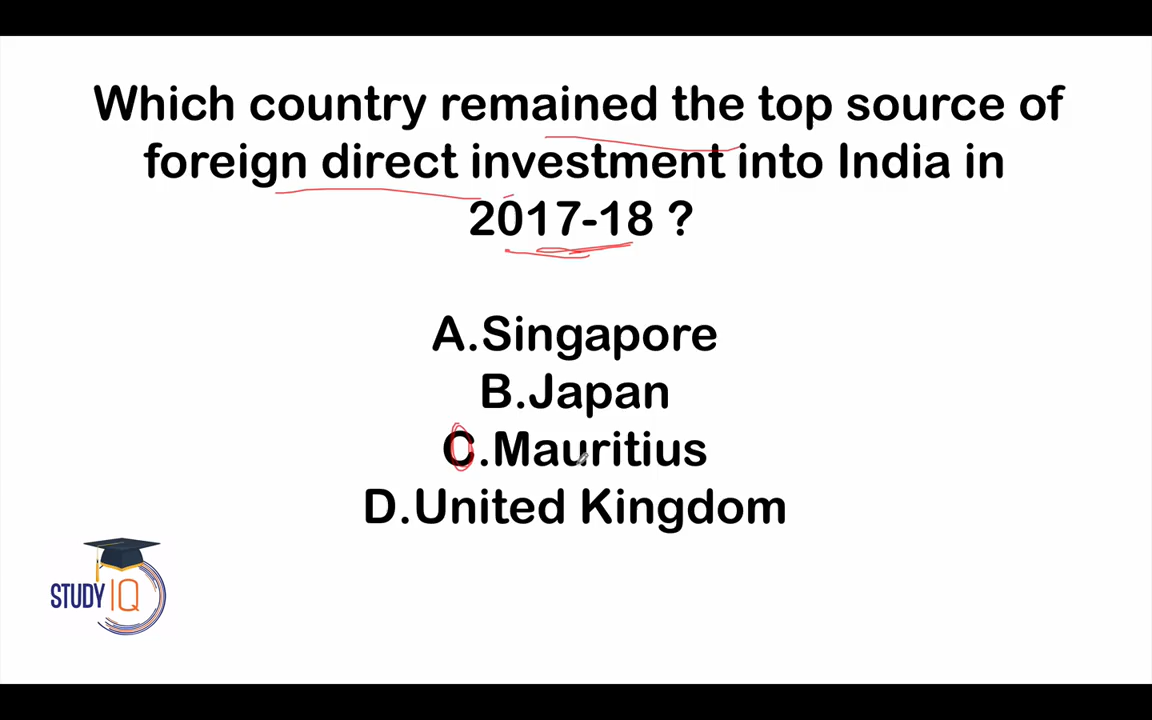 Which country remained the top source of
foreign direct investment into India in
2017-18 ?
A.Singapore
B.Japan
C.Mauritius
D.United Kingdom
STUDY IQ